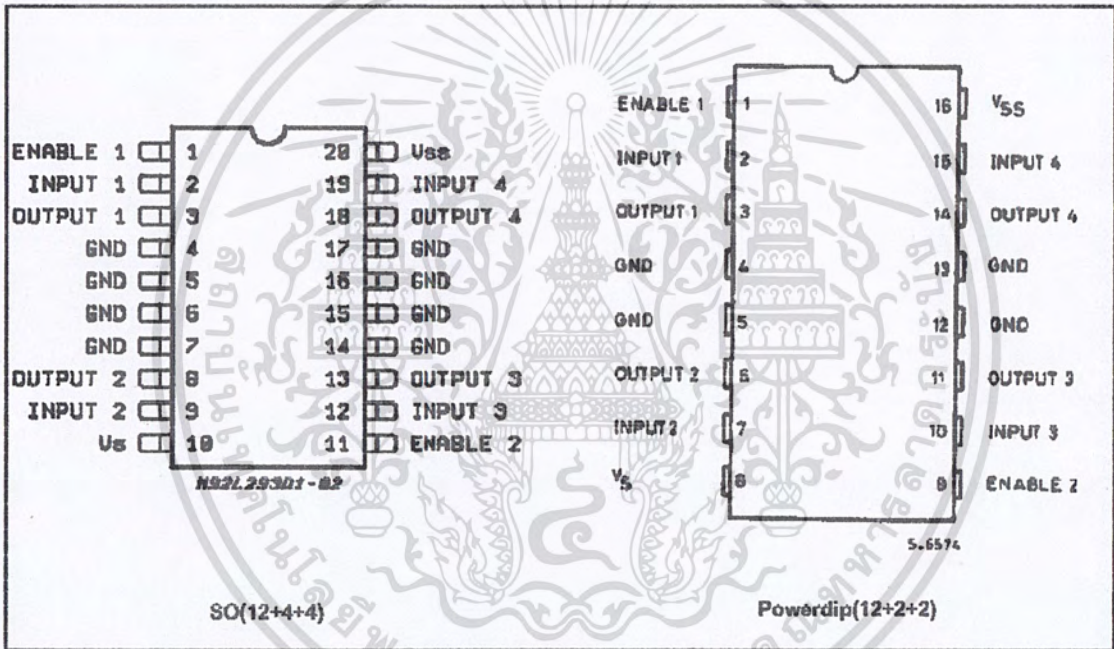 ENABLE 1 1 20 Vss
INPUT 1 2 19 INPUT 4
OUTPUT 1 3 18 OUTPUT 4
GND 4 17 GND
GND 5 16 GND
GND 6 15 GND
GND 7 14 GND
OUTPUT 2 8 13 OUTPUT 3
INPUT 2 9 12 INPUT 3
Vs 10 11 ENABLE 2
M92L293D1-02
SO(12+4+4)
ENABLE 1 1 16 VSS
INPUT 1 2 15 INPUT 4
OUTPUT 1 3 14 OUTPUT 4
GND 4 13 GND
GND 5 12 GND
OUTPUT 2 6 11 OUTPUT 3
INPUT 2 7 10 INPUT 3
VS 8 9 ENABLE 2
5-6574
Powerdip(12+2+2)